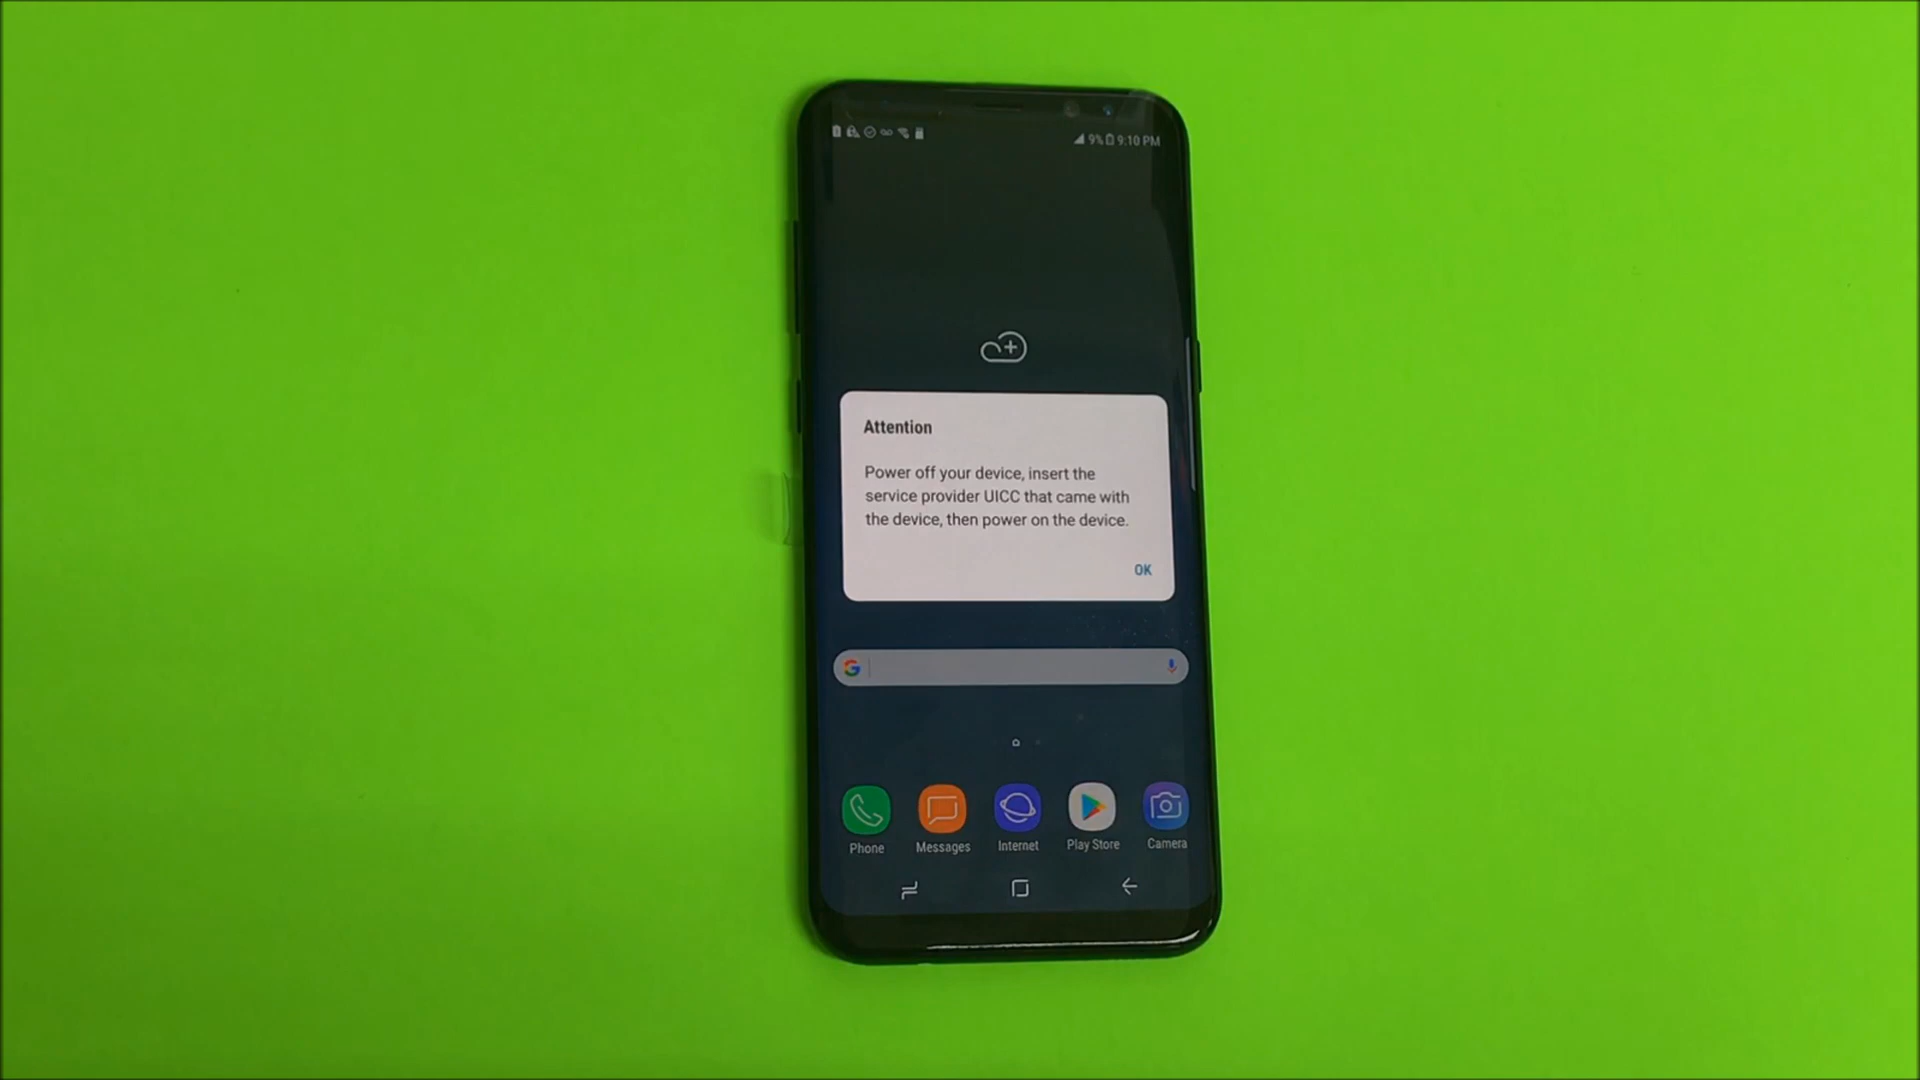 9% 9:10 PM
Attention
Power off your device, insert the
service provider UICC that came with
the device, then power on the device.
OK
G
Phone Messages Internet Play Store Camera